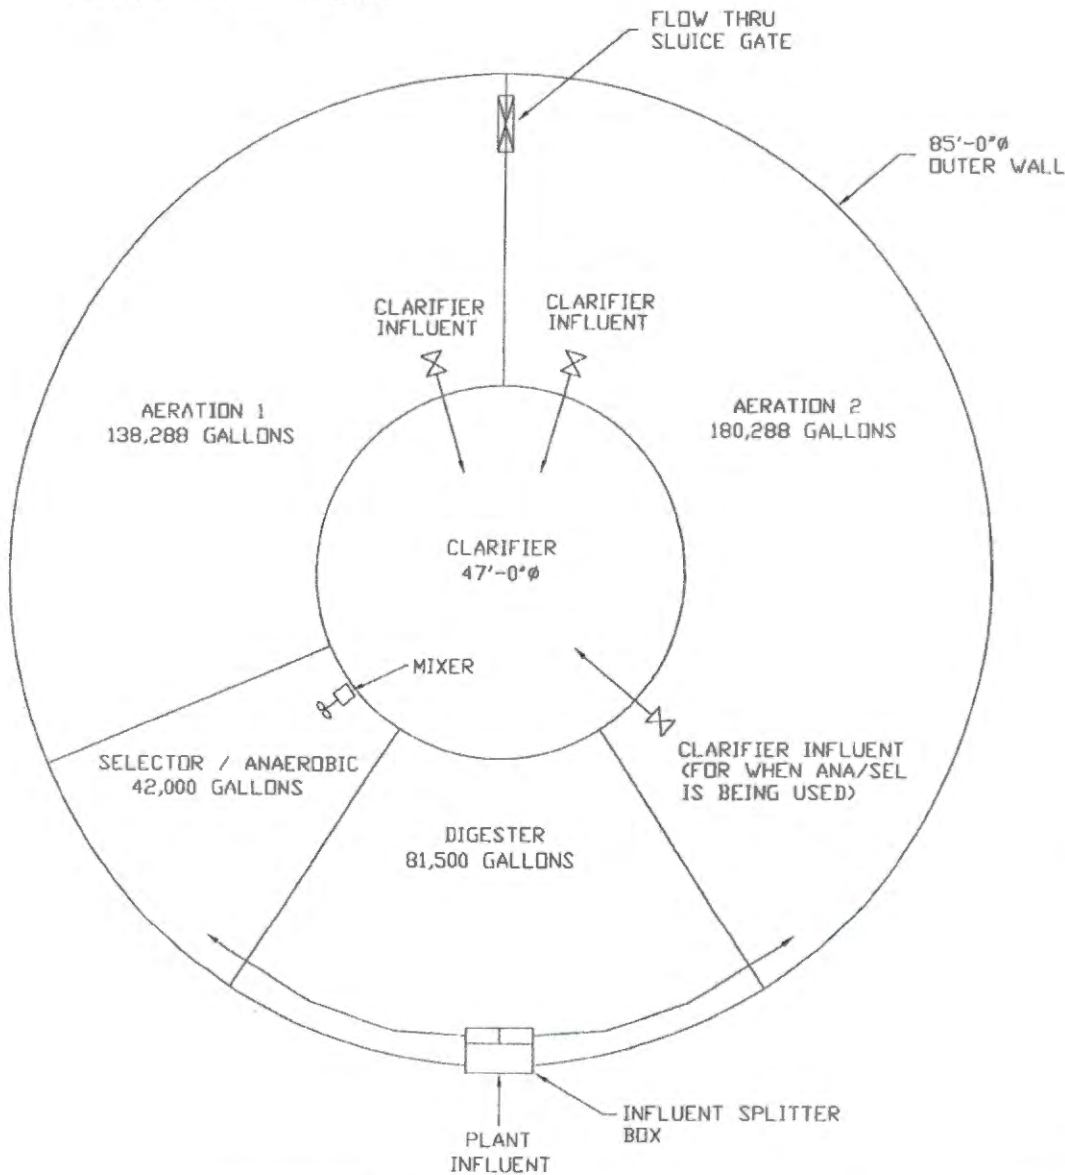 FLOW THRU
SLUICE GATE
85'-0"ø
OUTER WALL
CLARIFIER
INFLUENT
CLARIFIER
INFLUENT
AERATION 1
138,288 GALLONS
AERATION 2
180,288 GALLONS
CLARIFIER
47'-0"ø
MIXER
SELECTOR / ANAEROBIC
42,000 GALLONS
CLARIFIER INFLUENT
(FOR WHEN ANA/SEL
IS BEING USED)
DIGESTER
81,500 GALLONS
INFLUENT SPLITTER
BOX
PLANT
INFLUENT